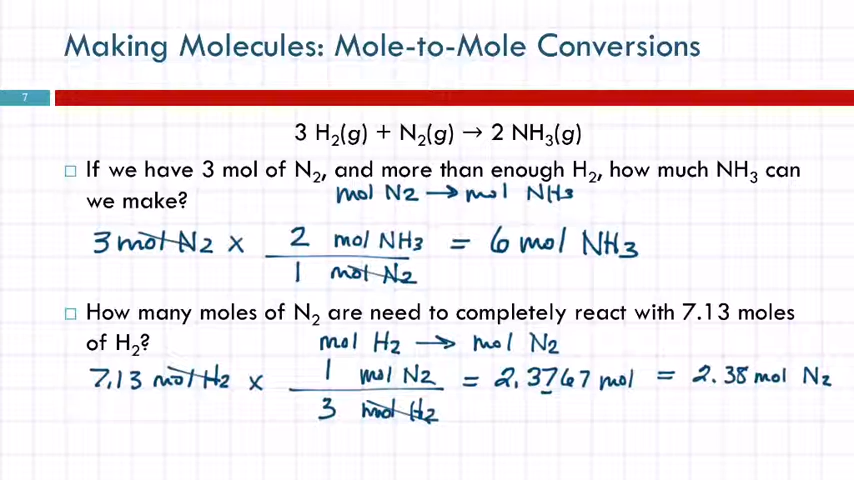 Making Molecules: Mole-to-Mole Conversions
7
3 H₂(g) + N₂(g) → 2 NH₃(g)
If we have 3 mol of N₂, and more than enough H₂, how much NH₃ can
we make?
mol N2 → mol NH3
3 mol N2 x 2 mol NH3 = 6 mol NH3
1 mol N2
How many moles of N₂ are need to completely react with 7.13 moles
of H₂?
mol H2 → mol N2
7.13 mol H2 x 1 mol N2 = 2.3767 mol = 2.38 mol N2
3 mol H2